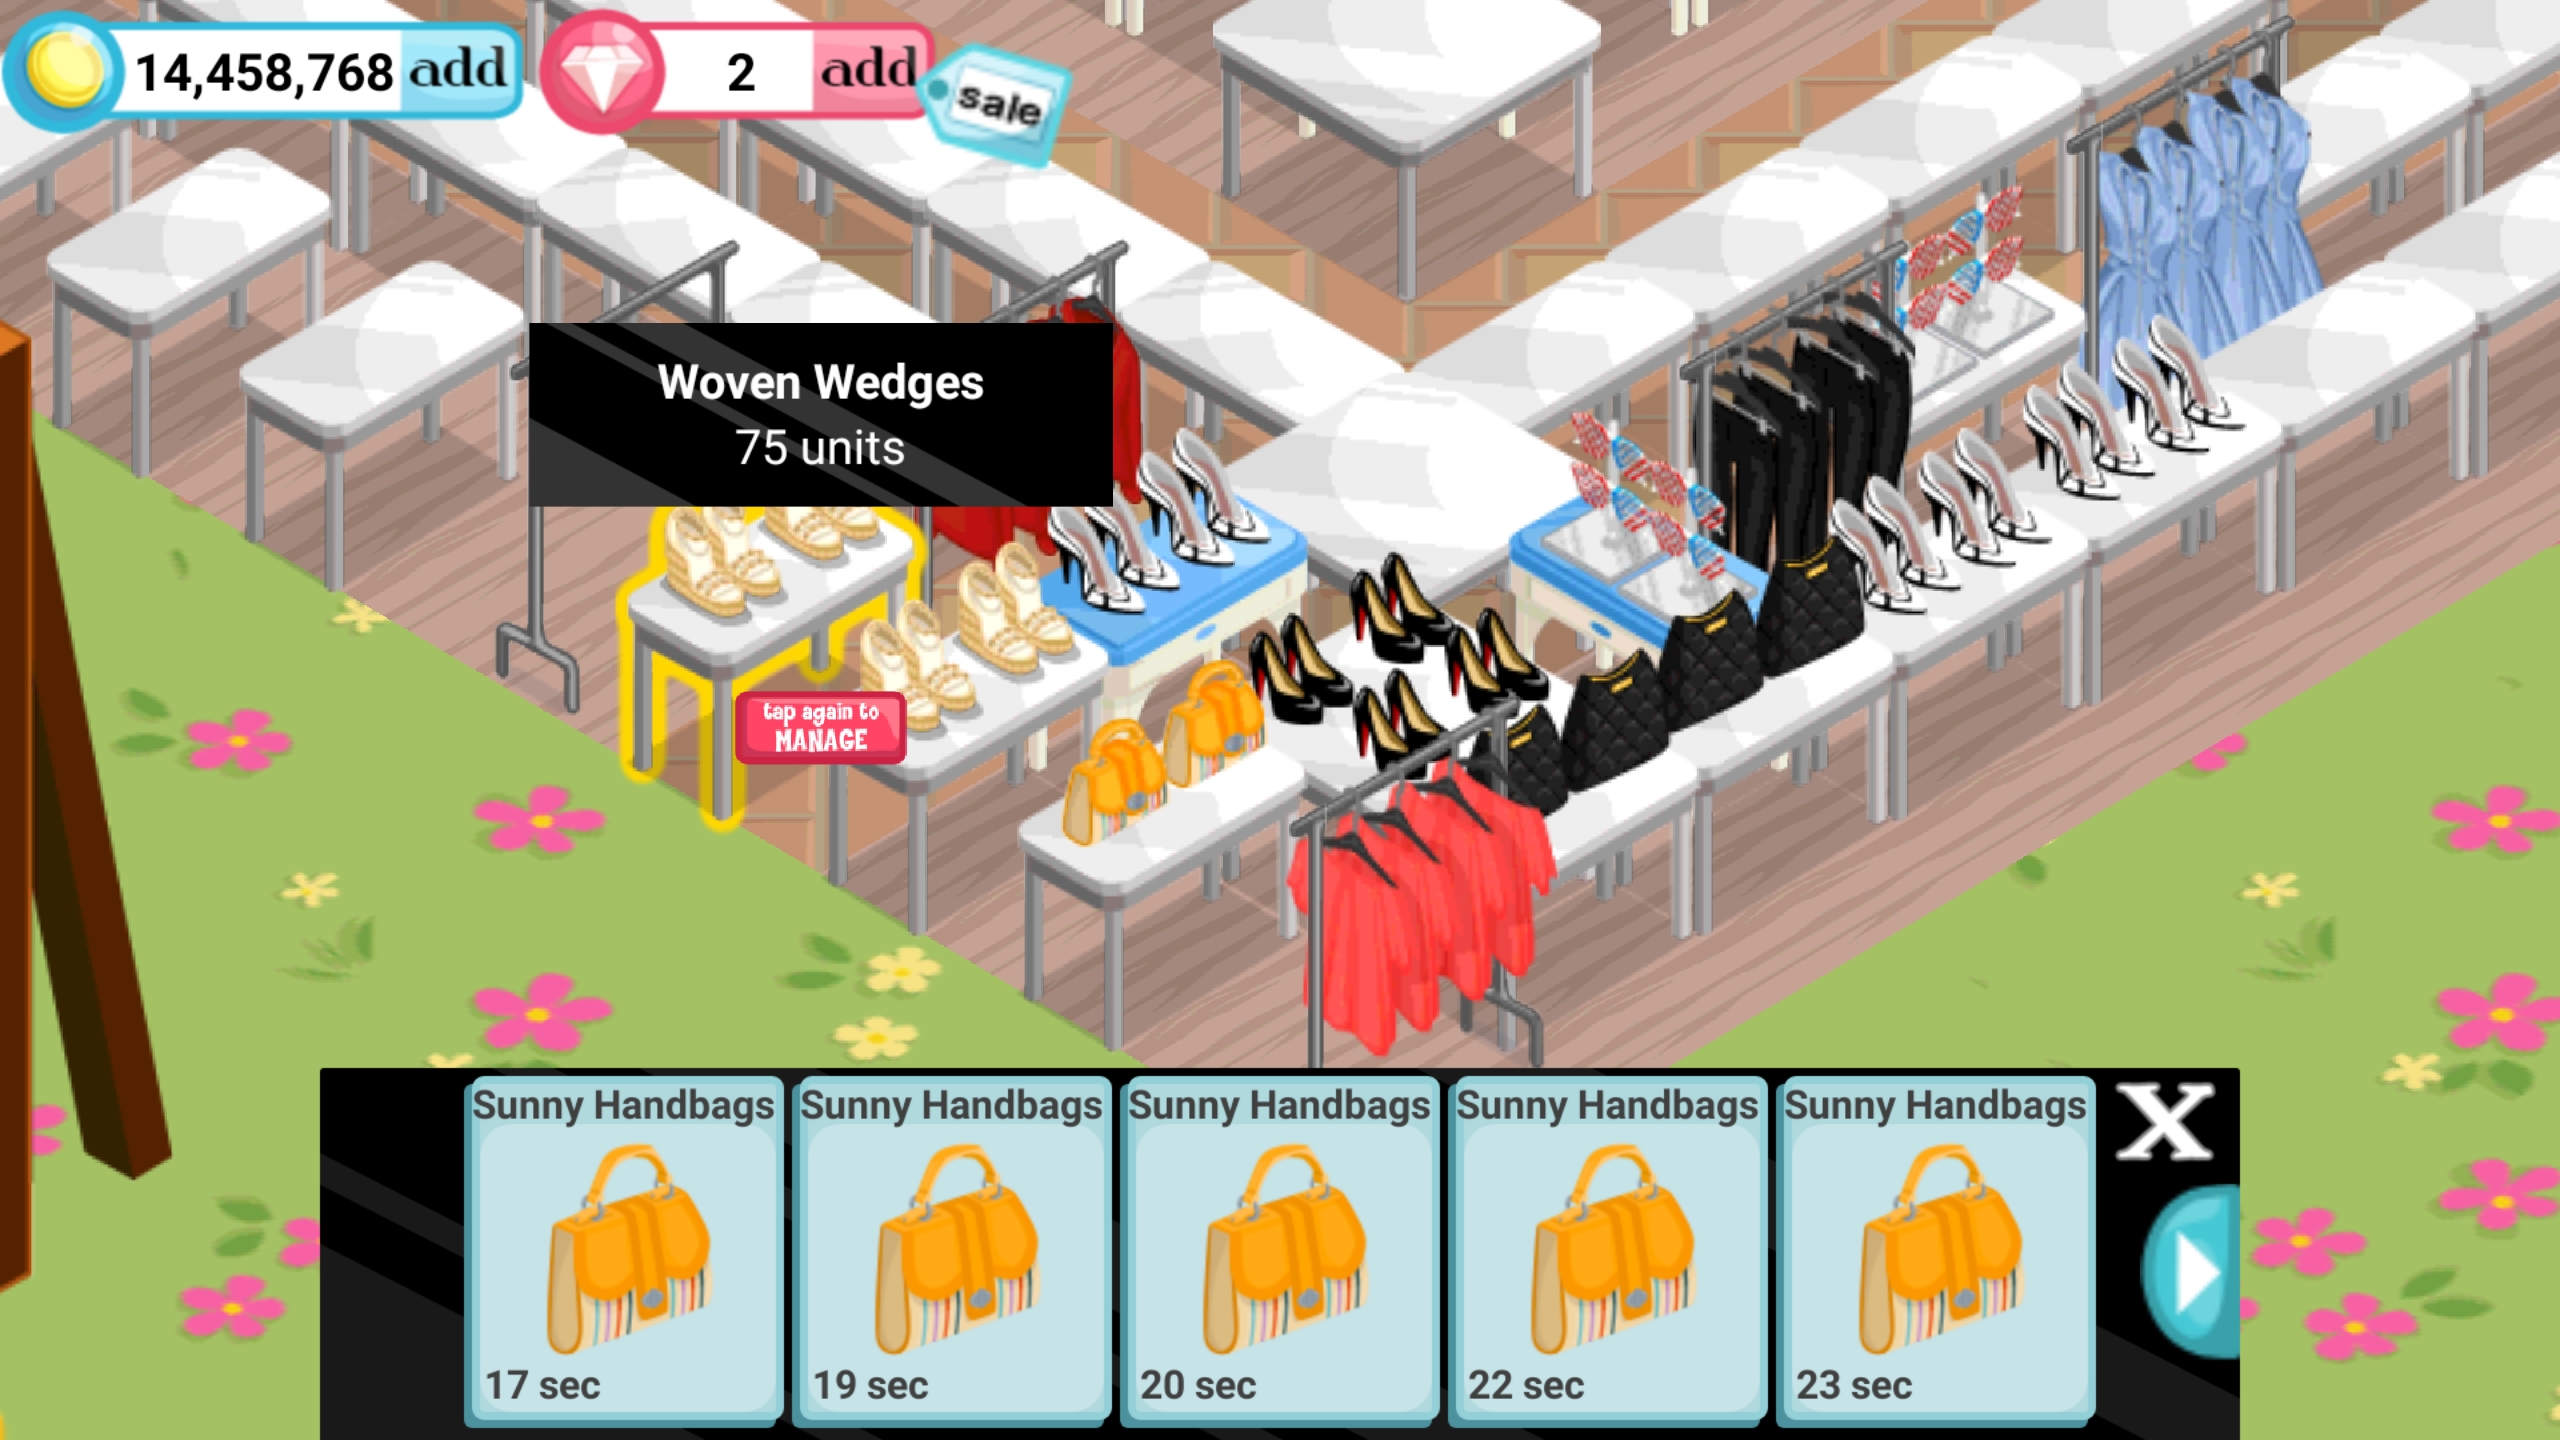 14,458,768 add
2 add
sale
Woven Wedges
75 units
tap again to
MANAGE
Sunny Handbags
17 sec
Sunny Handbags
19 sec
Sunny Handbags
20 sec
Sunny Handbags
22 sec
Sunny Handbags
23 sec
X